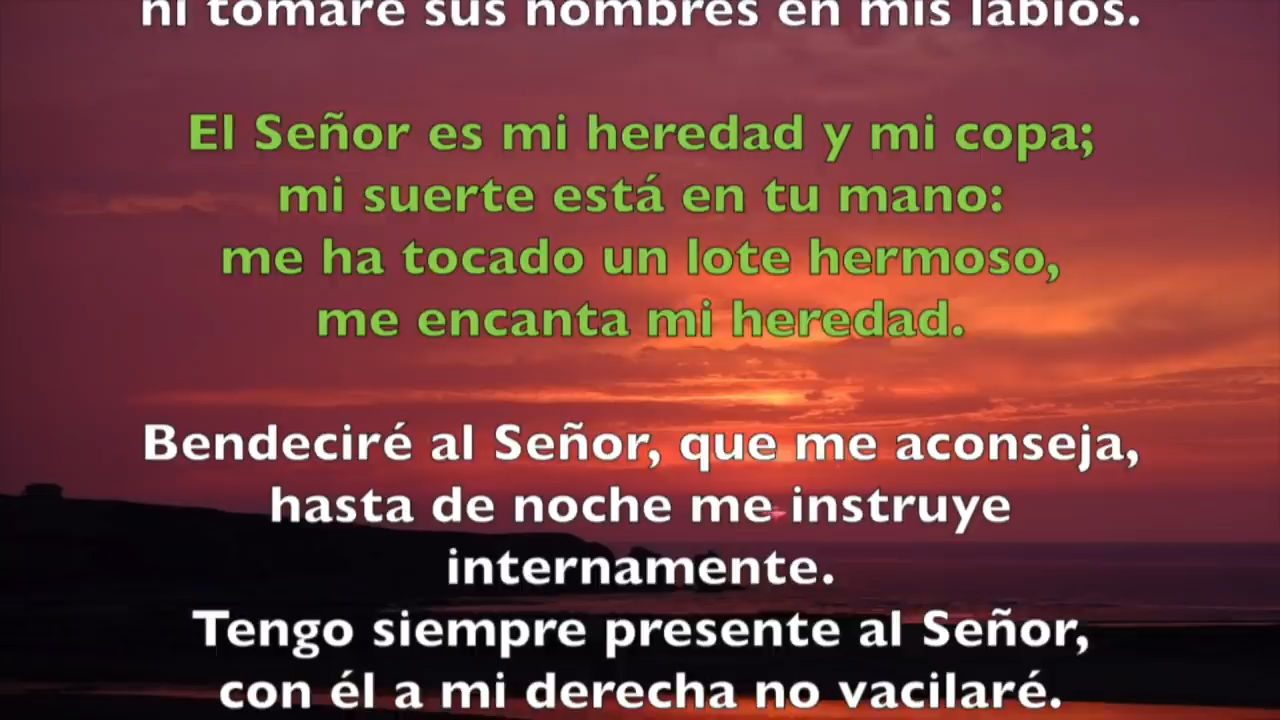 ni tomaré sus nombres en mis labios.
El Señor es mi heredad y mi copa;
mi suerte está en tu mano:
me ha tocado un lote hermoso,
me encanta mi heredad.
Bendeciré al Señor, que me aconseja,
hasta de noche me instruye
internamente.
Tengo siempre presente al Señor,
con él a mi derecha no vacilaré.